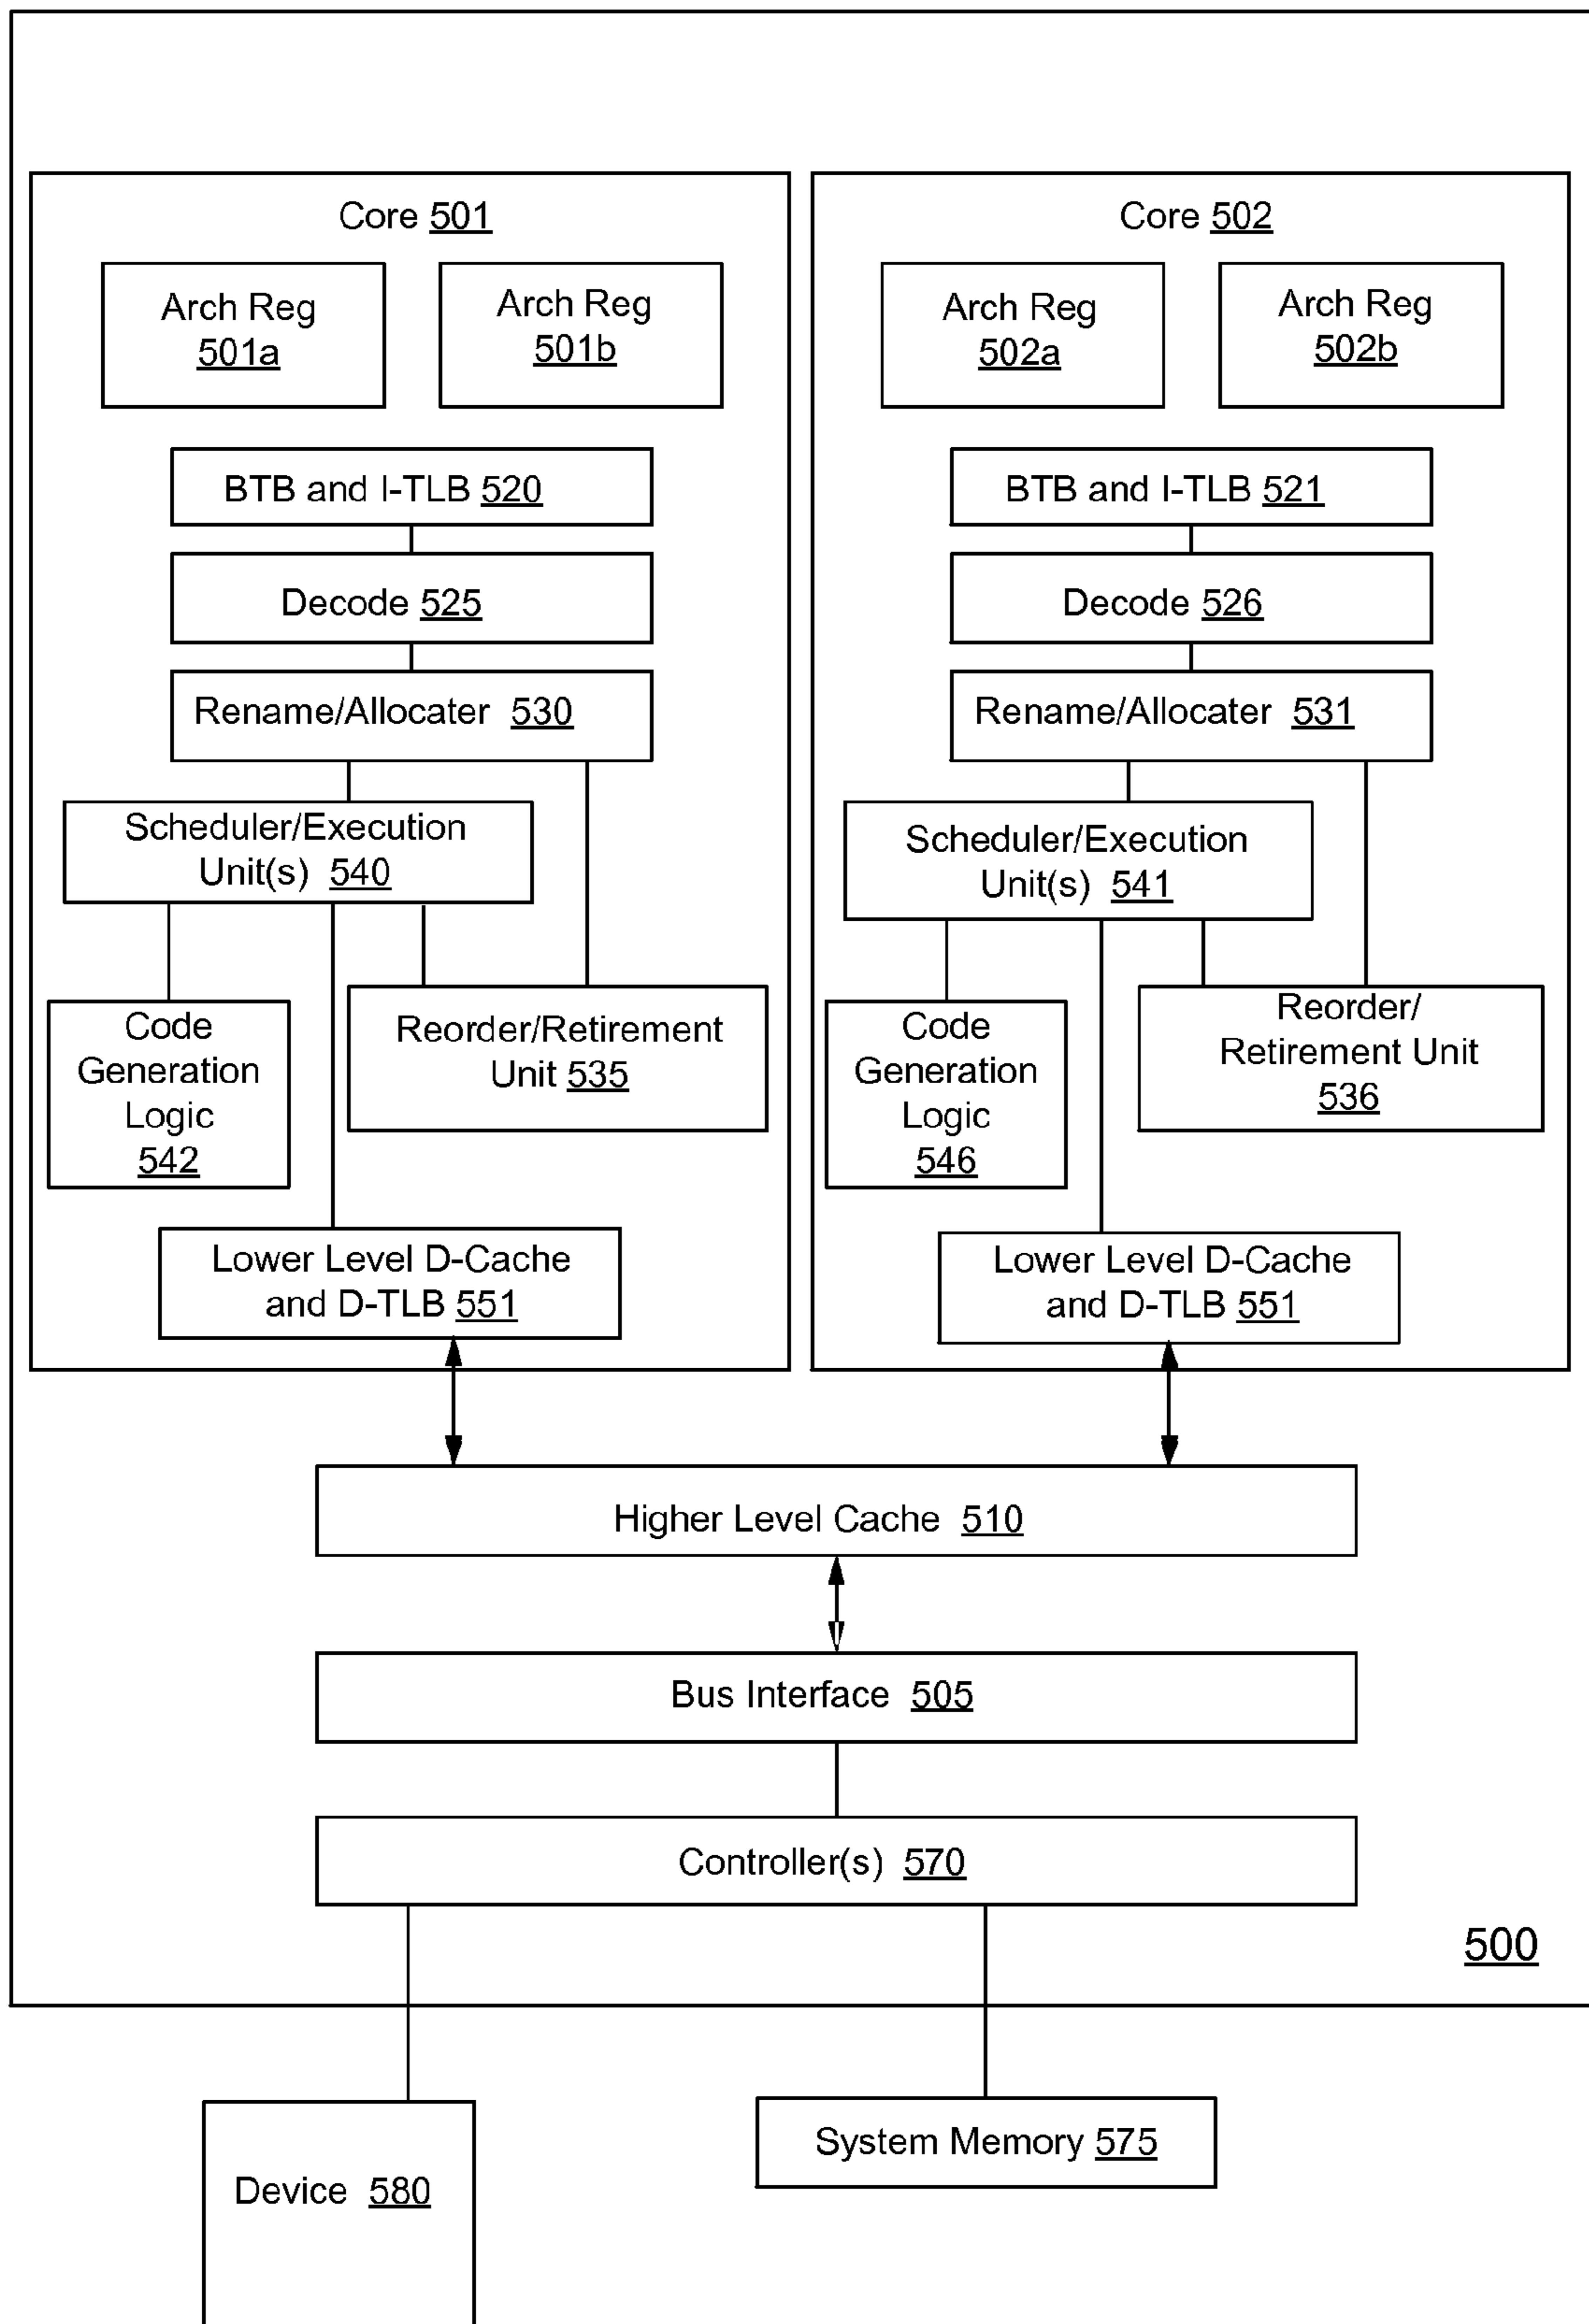 Core 501
Arch Reg
501a
Arch Reg
501b
BTB and I-TLB 520
Decode 525
Rename/Allocater 530
Scheduler/Execution
Unit(s) 540
Code
Generation
Logic
542
Reorder/Retirement
Unit 535
Lower Level D-Cache
and D-TLB 551
Core 502
Arch Reg
502a
Arch Reg
502b
BTB and I-TLB 521
Decode 526
Rename/Allocater 531
Scheduler/Execution
Unit(s) 541
Code
Generation
Logic
546
Reorder/
Retirement Unit
536
Lower Level D-Cache
and D-TLB 551
Higher Level Cache 510
Bus Interface 505
Controller(s) 570
500
Device 580
System Memory 575